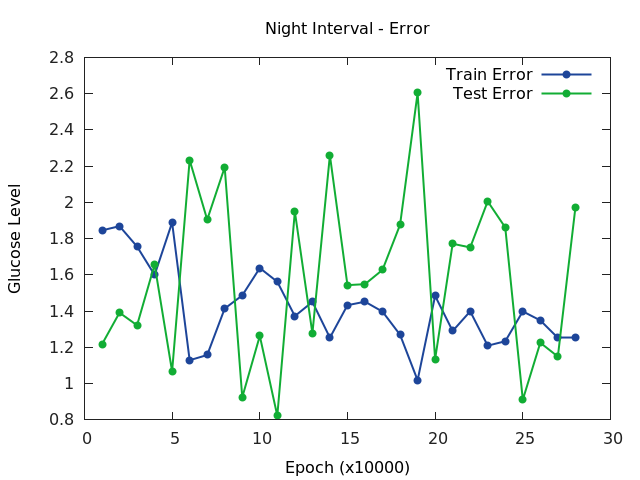 Night Interval - Error
2.8
2.6
2.4
2.2
2
1.8
1.6
1.4
1.2
1
0.8
Glucose Level
Train Error
Test Error
0 5 10 15 20 25 30
Epoch (x10000)